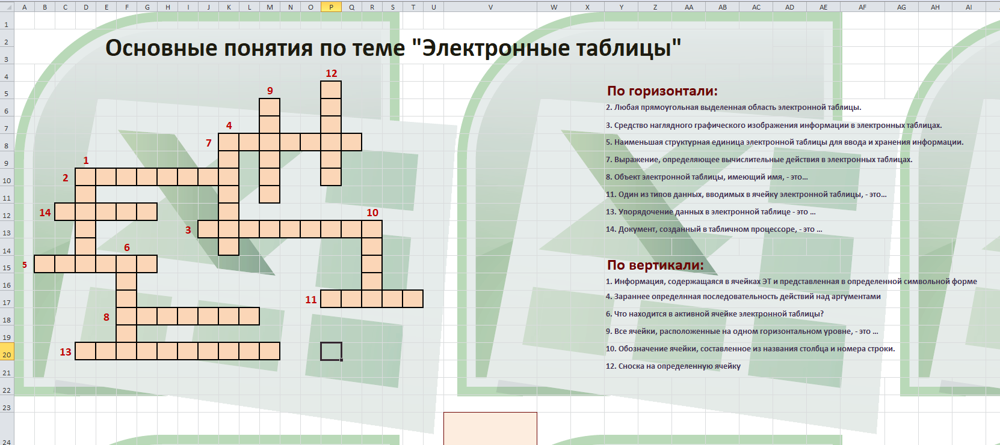 A B C D E F G H I J K L M N O P Q R S T U V W X Y Z AA AB AC AD AE AF AG AH AI
1
2
3
4
5
6
7
8
9
10
11
12
13
14
15
16
17
18
19
20
21
22
23
24
Основные понятия по теме "Электронные таблицы"
12
9
4
7
1
2
14
10
3
6
5
11
8
13
По горизонтали:
2. Любая прямоугольная выделенная область электронной таблицы.
3. Средство наглядного графического изображения информации в электронных таблицах.
5. Наименьшая структурная единица электронной таблицы для ввода и хранения информации.
7. Выражение, определяющее вычислительные действия в электронных таблицах.
8. Объект электронной таблицы, имеющий имя, - это...
11. Один из типов данных, вводимых в ячейку электронной таблицы, - это...
13. Упорядочение данных в электронной таблице - это ...
14. Документ, созданный в табличном процессоре, - это ...
По вертикали:
1. Информация, содержащаяся в ячейках ЭТ и представленная в определенной символьной форме
4. Зараннее определнная последовательность действий над аргументами
6. Что находится в активной ячейке электронной таблицы?
9. Все ячейки, расположенные на одном горизонтальном уровне, - это ...
10. Обозначение ячейки, составленное из названия столбца и номера строки.
12. Сноска на определенную ячейку